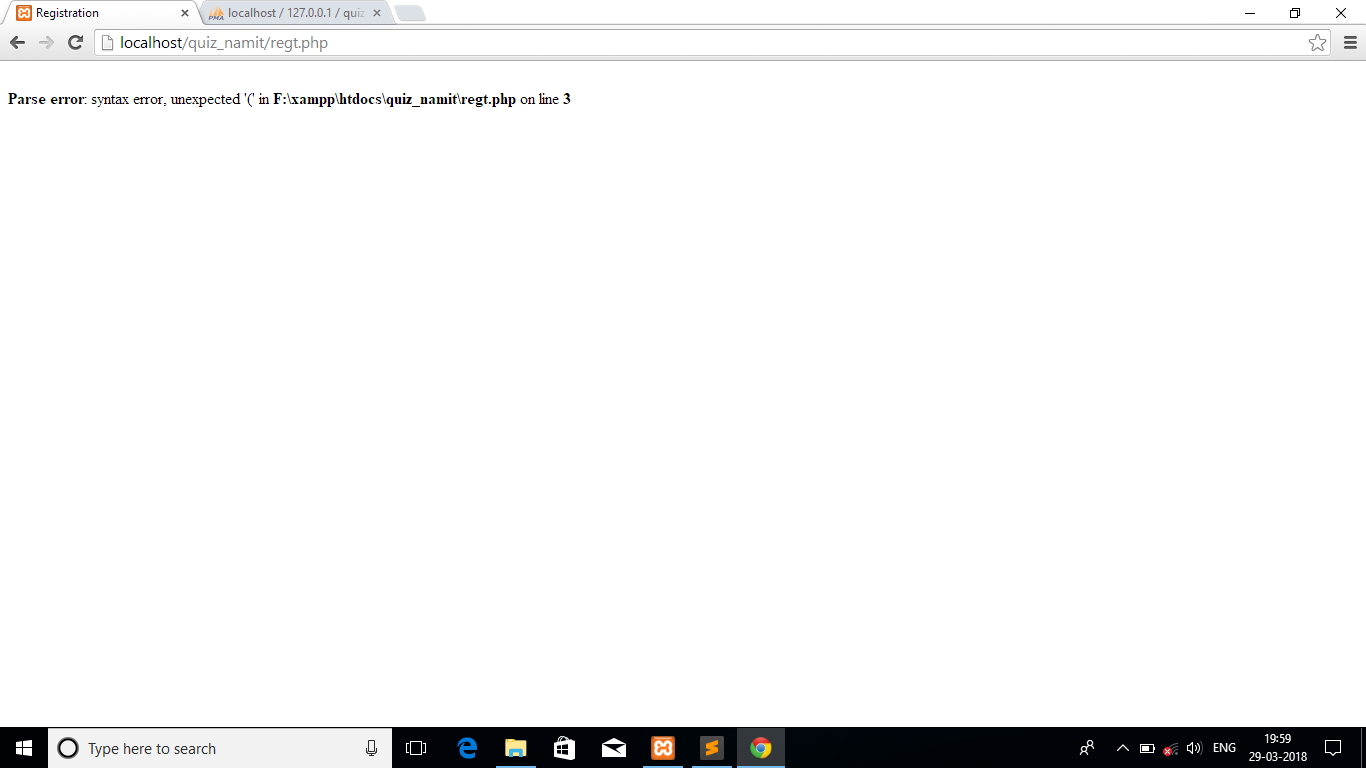 Registration
localhost / 127.0.0.1 / quiz
localhost/quiz_namit/regt.php
Parse error: syntax error, unexpected '(' in F:\xampp\htdocs\quiz_namit\regt.php on line 3
Type here to search
ENG
19:59
29-03-2018